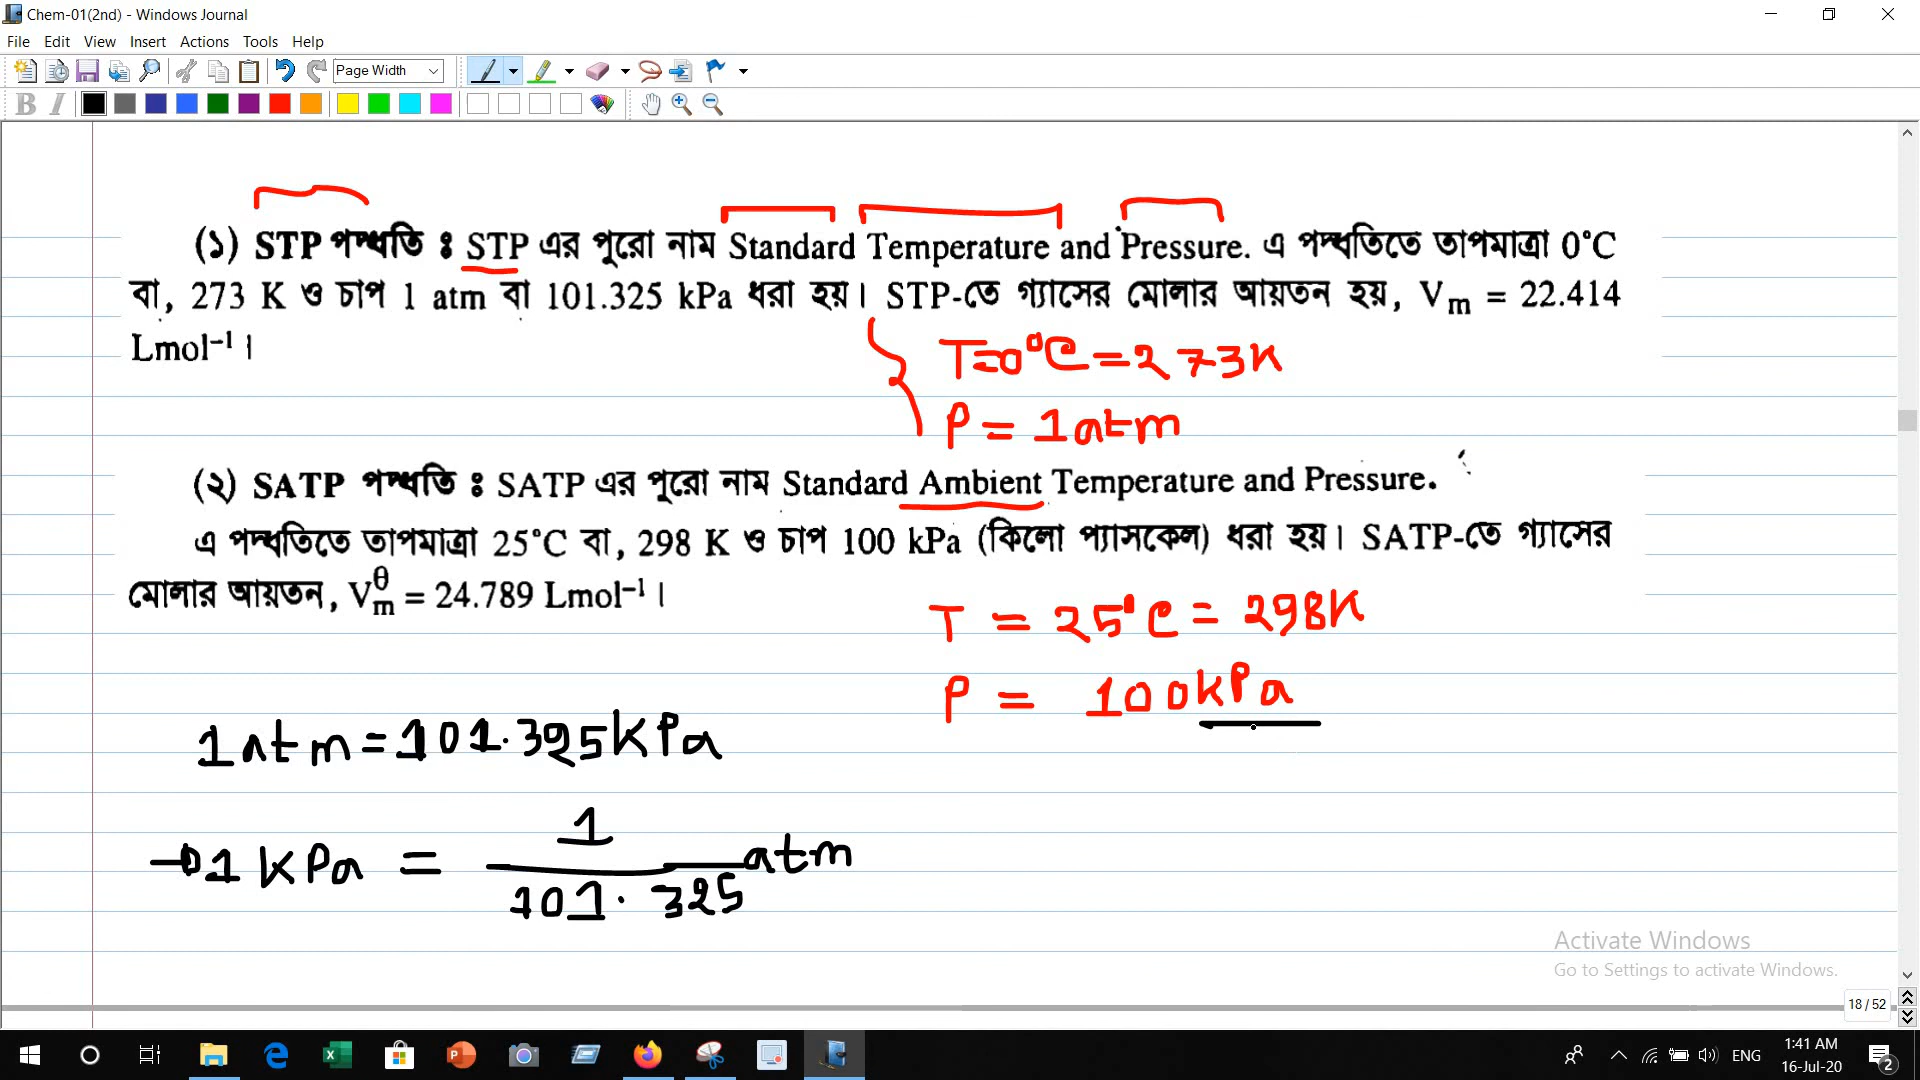 Chem-01(2nd) - Windows Journal
File Edit View Insert Actions Tools Help
Page Width
B I
(১) STP পদ্ধতি ঃ STP এর পুরো নাম Standard Temperature and Pressure. এ পদ্ধতিতে তাপমাত্রা 0°C
বা, 273 K ও চাপ 1 atm বা 101.325 kPa ধরা হয়। STP-তে গ্যাসের মোলার আয়তন হয়, Vm = 22.414
Lmol⁻¹।
T=0°C = 273K
P = 1atm
(২) SATP পদ্ধতি ঃ SATP এর পুরো নাম Standard Ambient Temperature and Pressure.
এ পদ্ধতিতে তাপমাত্রা 25°C বা, 298 K ও চাপ 100 kPa (কিলো প্যাসকেল) ধরা হয়। SATP-তে গ্যাসের
মোলার আয়তন, Vmθ = 24.789 Lmol⁻¹।
T = 25°C = 298K
P = 100kPa
1atm = 101.325kPa
1 kPa = 1/101.325 atm
Activate Windows
Go to Settings to activate Windows.
18 / 52
ENG
1:41 AM
16-Jul-20
2